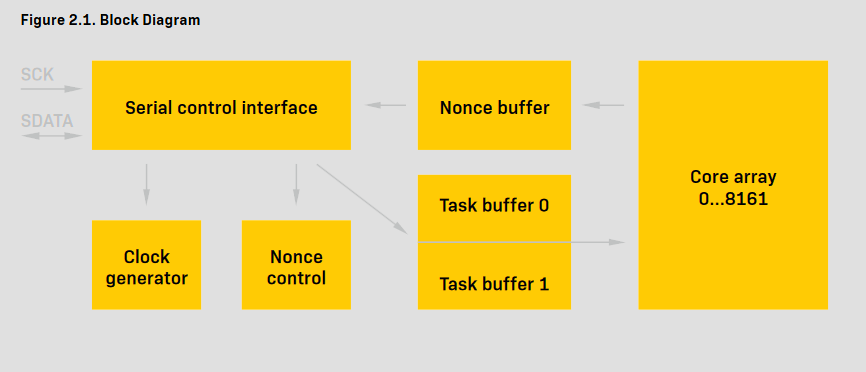 Figure 2.1. Block Diagram
SCK
SDATA
Serial control interface
Nonce buffer
Core array
0...8161
Task buffer 0
Task buffer 1
Clock
generator
Nonce
control